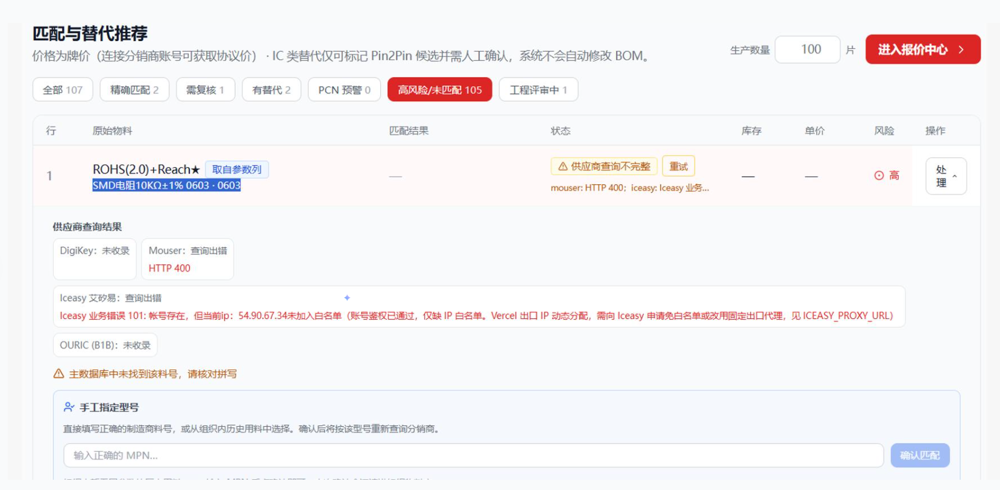 匹配与替代推荐
价格为牌价（连接分销商账号可获取协议价）· IC 类替代仅可标记 Pin2Pin 候选并需人工确认，系统不会自动修改 BOM。
生产数量 100 片 进入报价中心
全部 107 精确匹配 2 需复核 1 有替代 2 PCN 预警 0 高风险/未匹配 105 工程评审中 1
行 原始物料 匹配结果 状态 库存 单价 风险 操作
1 ROHS(2.0)+Reach★ 取自参数列 — 供应商查询不完整 重试 — — 高 处理
SMD电阻10KΩ±1% 0603 · 0603
mouser: HTTP 400；iceasy: Iceasy 业务...
供应商查询结果
DigiKey：未收录 Mouser：查询出错
HTTP 400
Iceasy 艾矽易：查询出错
Iceasy 业务错误 101: 帐号存在，但当前ip：54.90.67.34未加入白名单（账号鉴权已通过，仅缺 IP 白名单。Vercel 出口 IP 动态分配，需向 Iceasy 申请免白名单或改用固定出口代理，见 ICEASY_PROXY_URL）
OURIC (B1B)：未收录
主数据库中未找到该料号，请核对拼写
手工指定型号
直接填写正确的制造商料号，或从组织内历史用料中选择。确认后将按该型号重新查询分销商。
输入正确的 MPN... 确认匹配